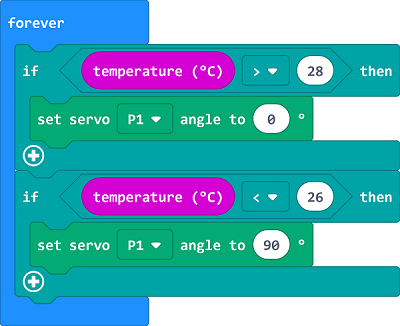 forever
if temperature (°C) > 28 then
set servo P1 angle to 0 °
if temperature (°C) < 26 then
set servo P1 angle to 90 °